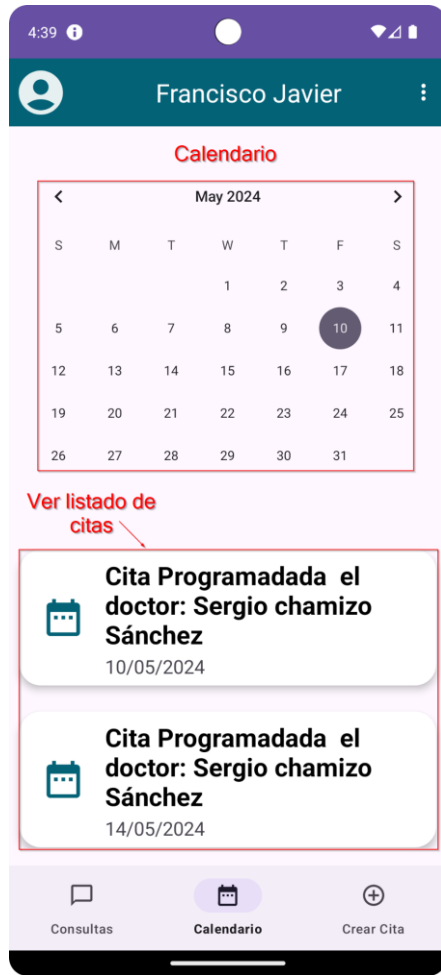 4:39
Francisco Javier
Calendario
May 2024
S M T W T F S
1 2 3 4
5 6 7 8 9 10 11
12 13 14 15 16 17 18
19 20 21 22 23 24 25
26 27 28 29 30 31
Ver listado de
citas
Cita Programadada el
doctor: Sergio chamizo
Sánchez
10/05/2024
Cita Programadada el
doctor: Sergio chamizo
Sánchez
14/05/2024
Consultas Calendario Crear Cita